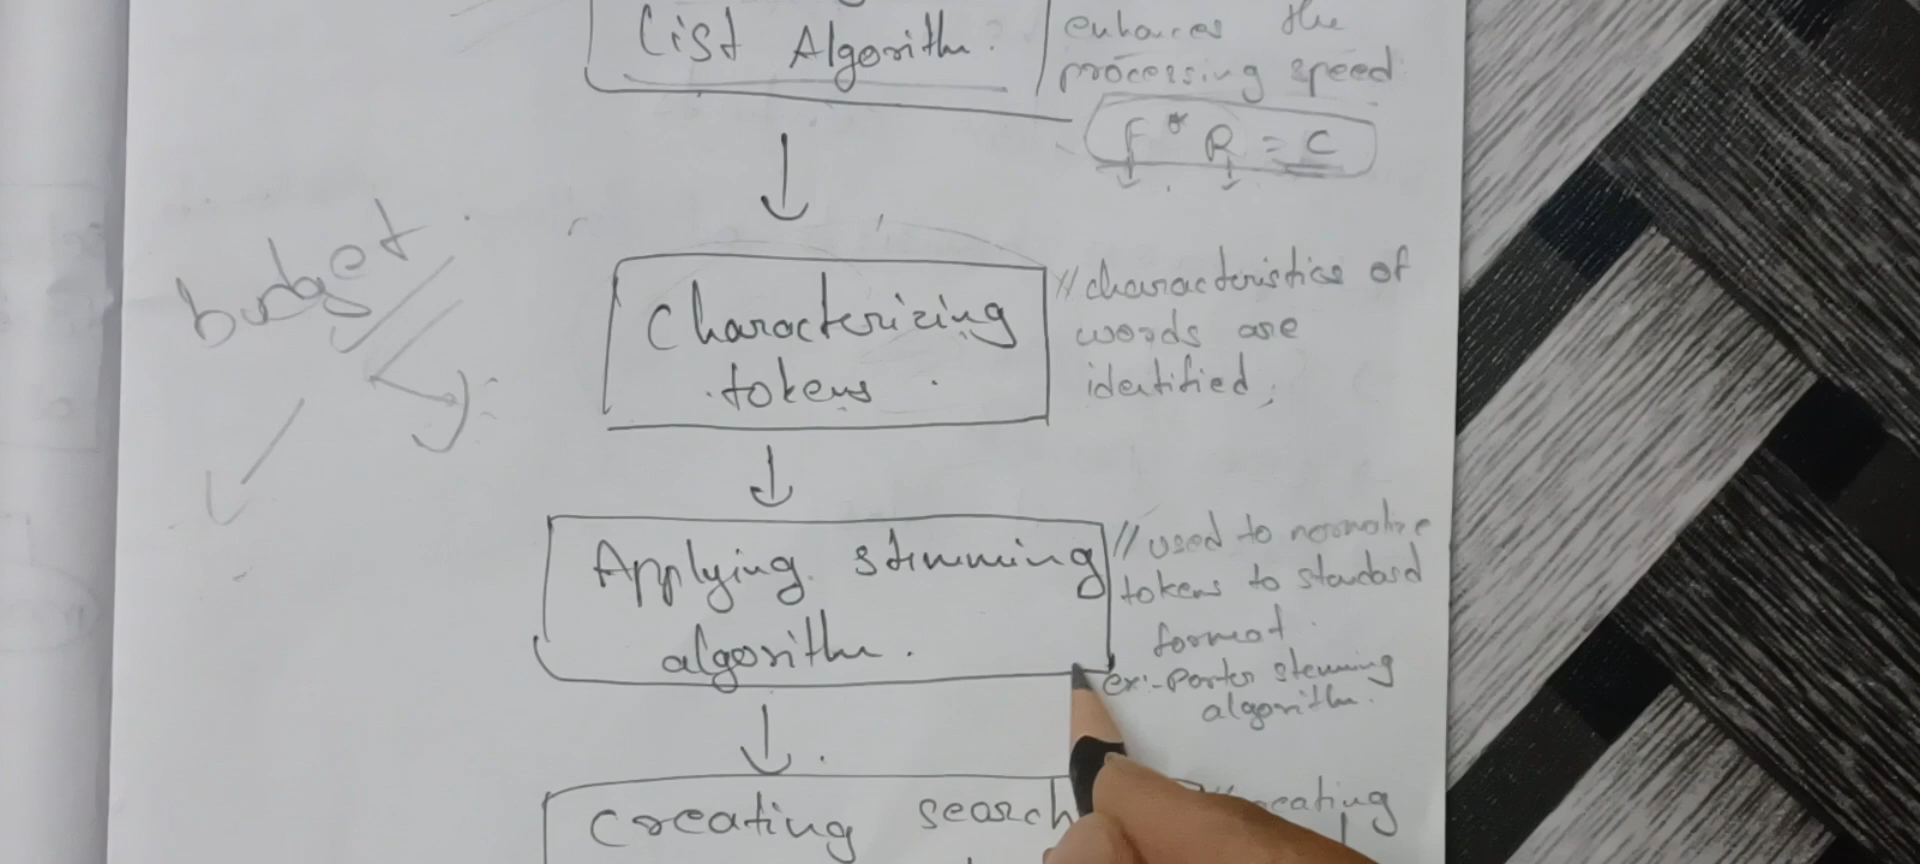 List Algorithm.
enhances the
processing speed
F * R = C
budget.
Characterizing
tokens.
// characteristics of
words are
identified,
Applying stemming
algorithm.
// used to normalize
tokens to standard
format.
ex:- Porter stemming
algorithm.
Creating search